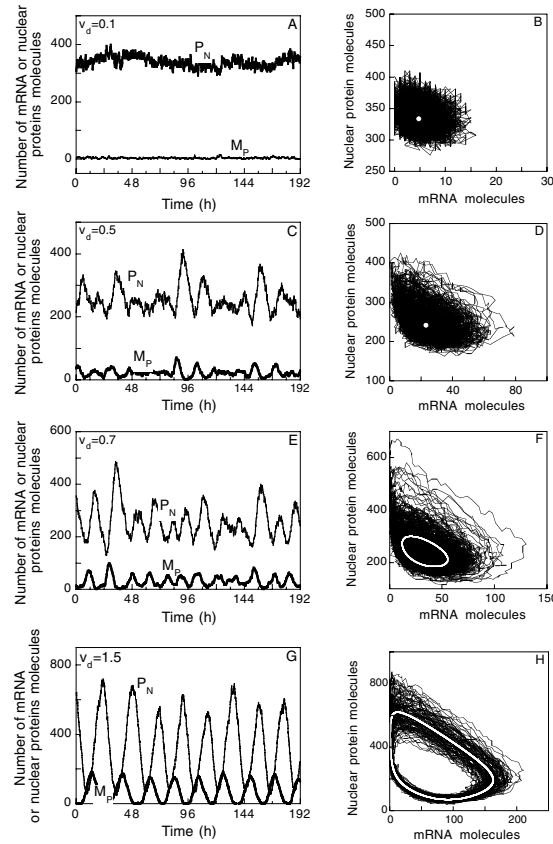 v_d=0.1
A
P_N
M_P
400
200
0
0 48 96 144 192
Time (h)
Number of mRNA or nuclear
proteins molecules
B
500
450
400
350
300
250
0 10 20 30
mRNA molecules
Nuclear protein molecules
v_d=0.5
C
P_N
M_P
400
200
0
0 48 96 144 192
Time (h)
Number of mRNA or nuclear
proteins molecules
D
500
400
300
200
100
0 40 80 120
mRNA molecules
Nuclear protein molecules
v_d=0.7
E
P_N
M_P
600
400
200
0
0 48 96 144 192
Time (h)
Number of mRNA or nuclear
proteins molecules
F
800
600
400
200
0 50 100 150
mRNA molecules
Nuclear protein molecules
v_d=1.5
G
P_N
M_P
800
400
0
0 48 96 144 192
Time (h)
Number of mRNA
or nuclear proteins molecules
H
800
400
0
0 100 200
mRNA molecules
Nuclear protein molecules